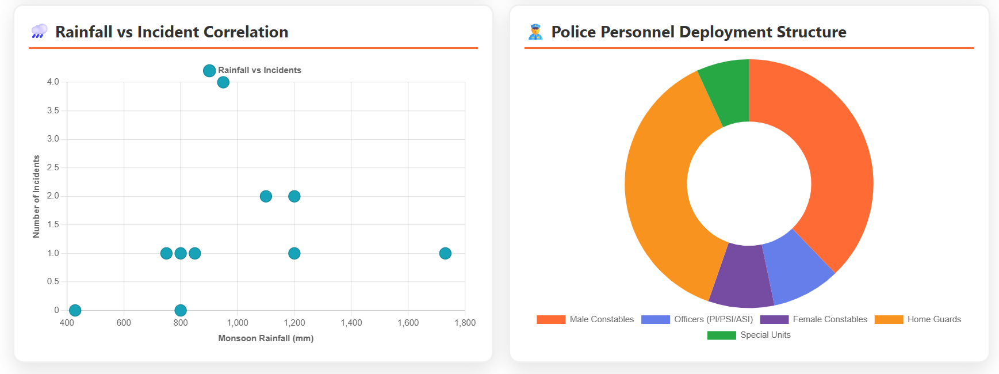 Rainfall vs Incident Correlation
Rainfall vs Incidents
4.0
3.5
3.0
2.5
2.0
1.5
1.0
0.5
0
Number of Incidents
400 600 800 1,000 1,200 1,400 1,600 1,800
Monsoon Rainfall (mm)
Police Personnel Deployment Structure
Male Constables Officers (PI/PSI/ASI) Female Constables Home Guards
Special Units